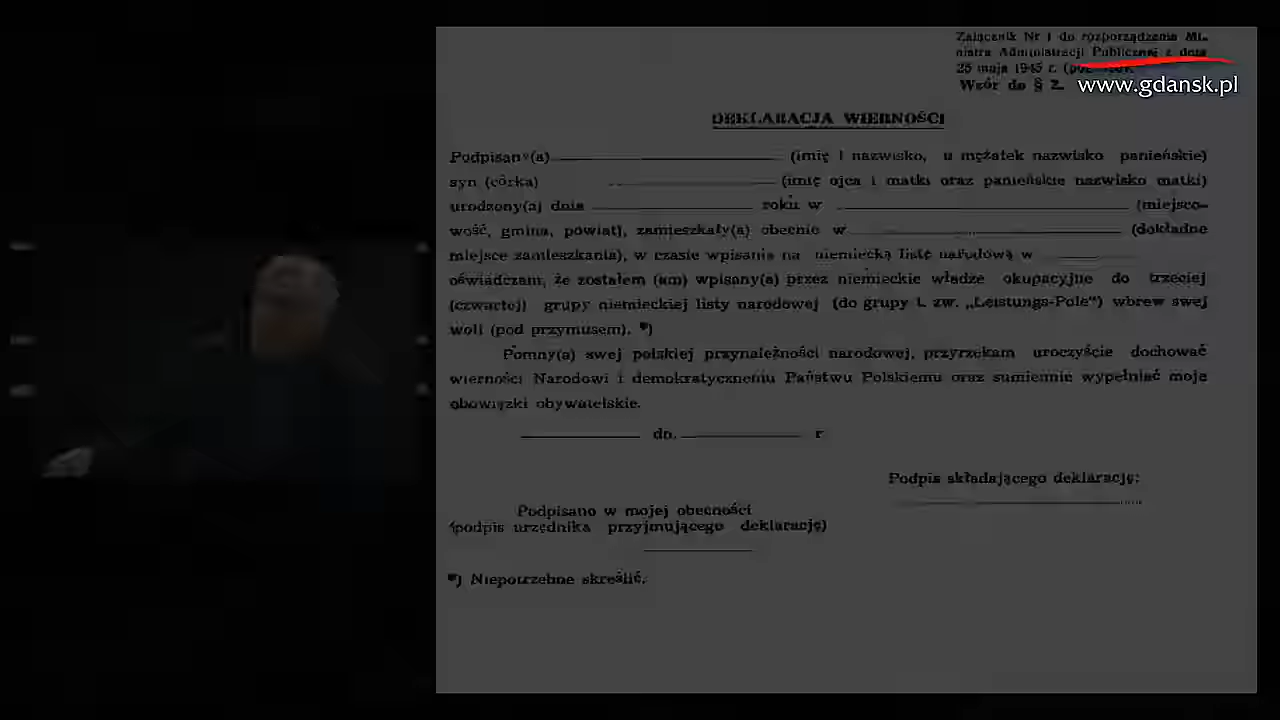 Załącznik Nr 1 do rozporządzenia Mi-
nistra Administracji Publicznej z dnia
25 maja 1945 r.
Wzór do § 2.
www.gdansk.pl
DEKLARACJA WIERNOŚCI
Podpisany(a) (imię i nazwisko, u mężatek nazwisko panieńskie)
syn (córka) (imię ojca i matki oraz panieńskie nazwisko matki)
urodzony(a) dnia roku w (miejsco-
wość, gmina, powiat), zamieszkały(a) obecnie w (dokładne
miejsce zamieszkania), w czasie wpisania na niemiecką listę narodową w
oświadczam, że zostałem (am) wpisany(a) przez niemieckie władze okupacyjne do trzeciej
(czwartej) grupy niemieckiej listy narodowej (do grupy t. zw. „Leistungs-Pole") wbrew swej
woli (pod przymusem). *)
Pomny(a) swej polskiej przynależności narodowej, przyrzekam uroczyście dochować
wierności Narodowi i demokratycznemu Państwu Polskiemu oraz sumiennie wypełniać moje
obowiązki obywatelskie.
dn. r
Podpis składającego deklarację:
Podpisano w mojej obecności
(podpis urzędnika przyjmującego deklarację)
*) Niepotrzebne skreślić.